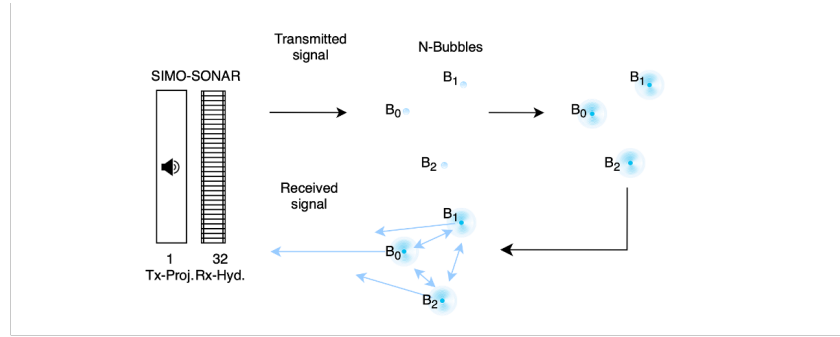 Transmitted
signal
N-Bubbles
SIMO-SONAR
B1
B0
B2
B1
B0
B2
Received
signal
B1
B0
B2
1
32
Tx-Proj.
Rx-Hyd.